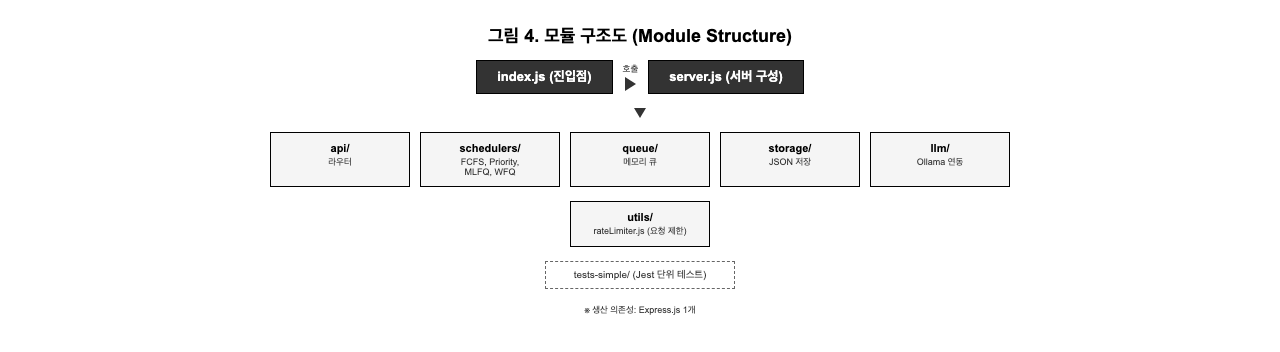 그림 4. 모듈 구조도 (Module Structure)
index.js (진입점)
호출
server.js (서버 구성)
api/
라우터
schedulers/
FCFS, Priority,
MLFQ, WFQ
queue/
메모리 큐
storage/
JSON 저장
llm/
Ollama 연동
utils/
rateLimiter.js (요청 제한)
tests-simple/ (Jest 단위 테스트)
※ 생산 의존성: Express.js 1개